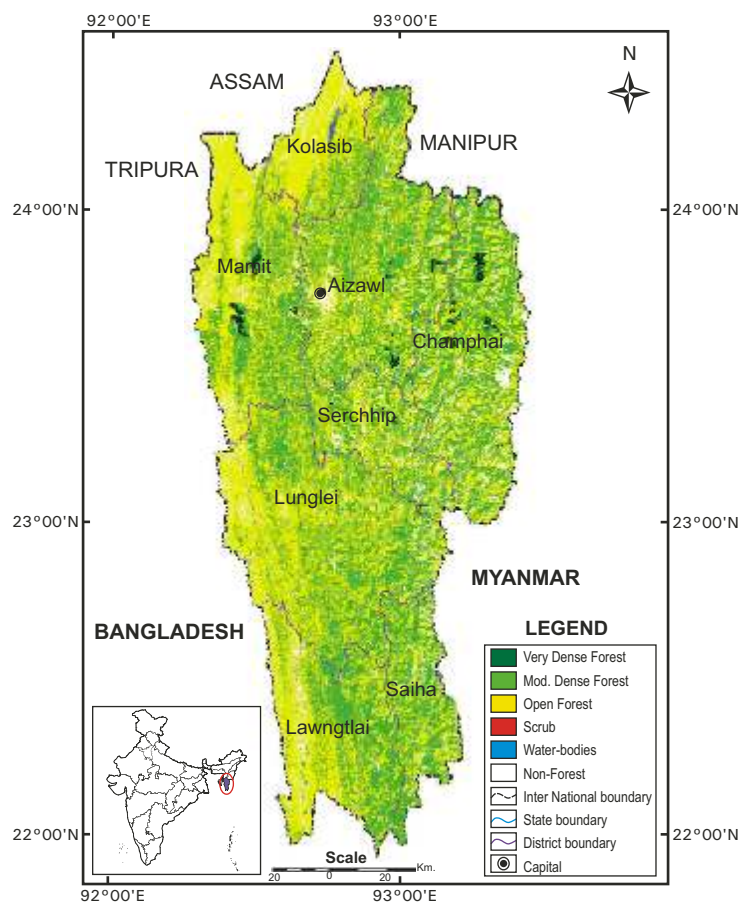 92°00'E 93°00'E
N
ASSAM
Kolasib
MANIPUR
TRIPURA
24°00'N 24°00'N
Mamit
Aizawl
Champhai
Serchhip
Lunglei
23°00'N 23°00'N
MYANMAR
BANGLADESH
LEGEND
Very Dense Forest
Mod. Dense Forest
Open Forest
Scrub
Water-bodies
Non-Forest
Inter National boundary
State boundary
District boundary
Capital
Saiha
Lawngtlai
22°00'N 22°00'N
Scale
Km.
20 0 20
92°00'E 93°00'E